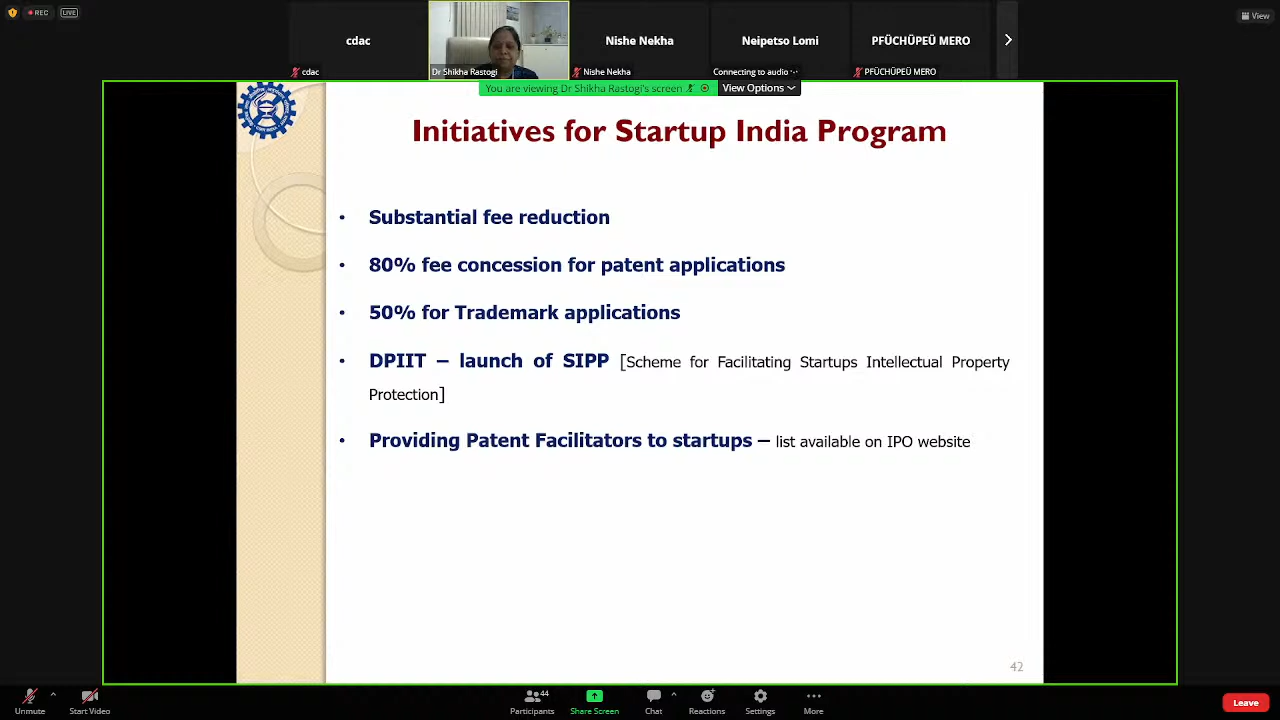 REC
LIVE
View
cdac
Nishe Nekha
Neipetso Lomi
PFÜCHÜPEÜ MERO
cdac
Dr Shikha Rastogi
Nishe Nekha
Connecting to audio ···
PFÜCHÜPEÜ MERO
You are viewing Dr Shikha Rastogi's screen
View Options
Initiatives for Startup India Program
• Substantial fee reduction
• 80% fee concession for patent applications
• 50% for Trademark applications
• DPIIT – launch of SIPP [Scheme for Facilitating Startups Intellectual Property
Protection]
• Providing Patent Facilitators to startups – list available on IPO website
42
44
Unmute
Start Video
Participants
Share Screen
Chat
Reactions
Settings
More
Leave